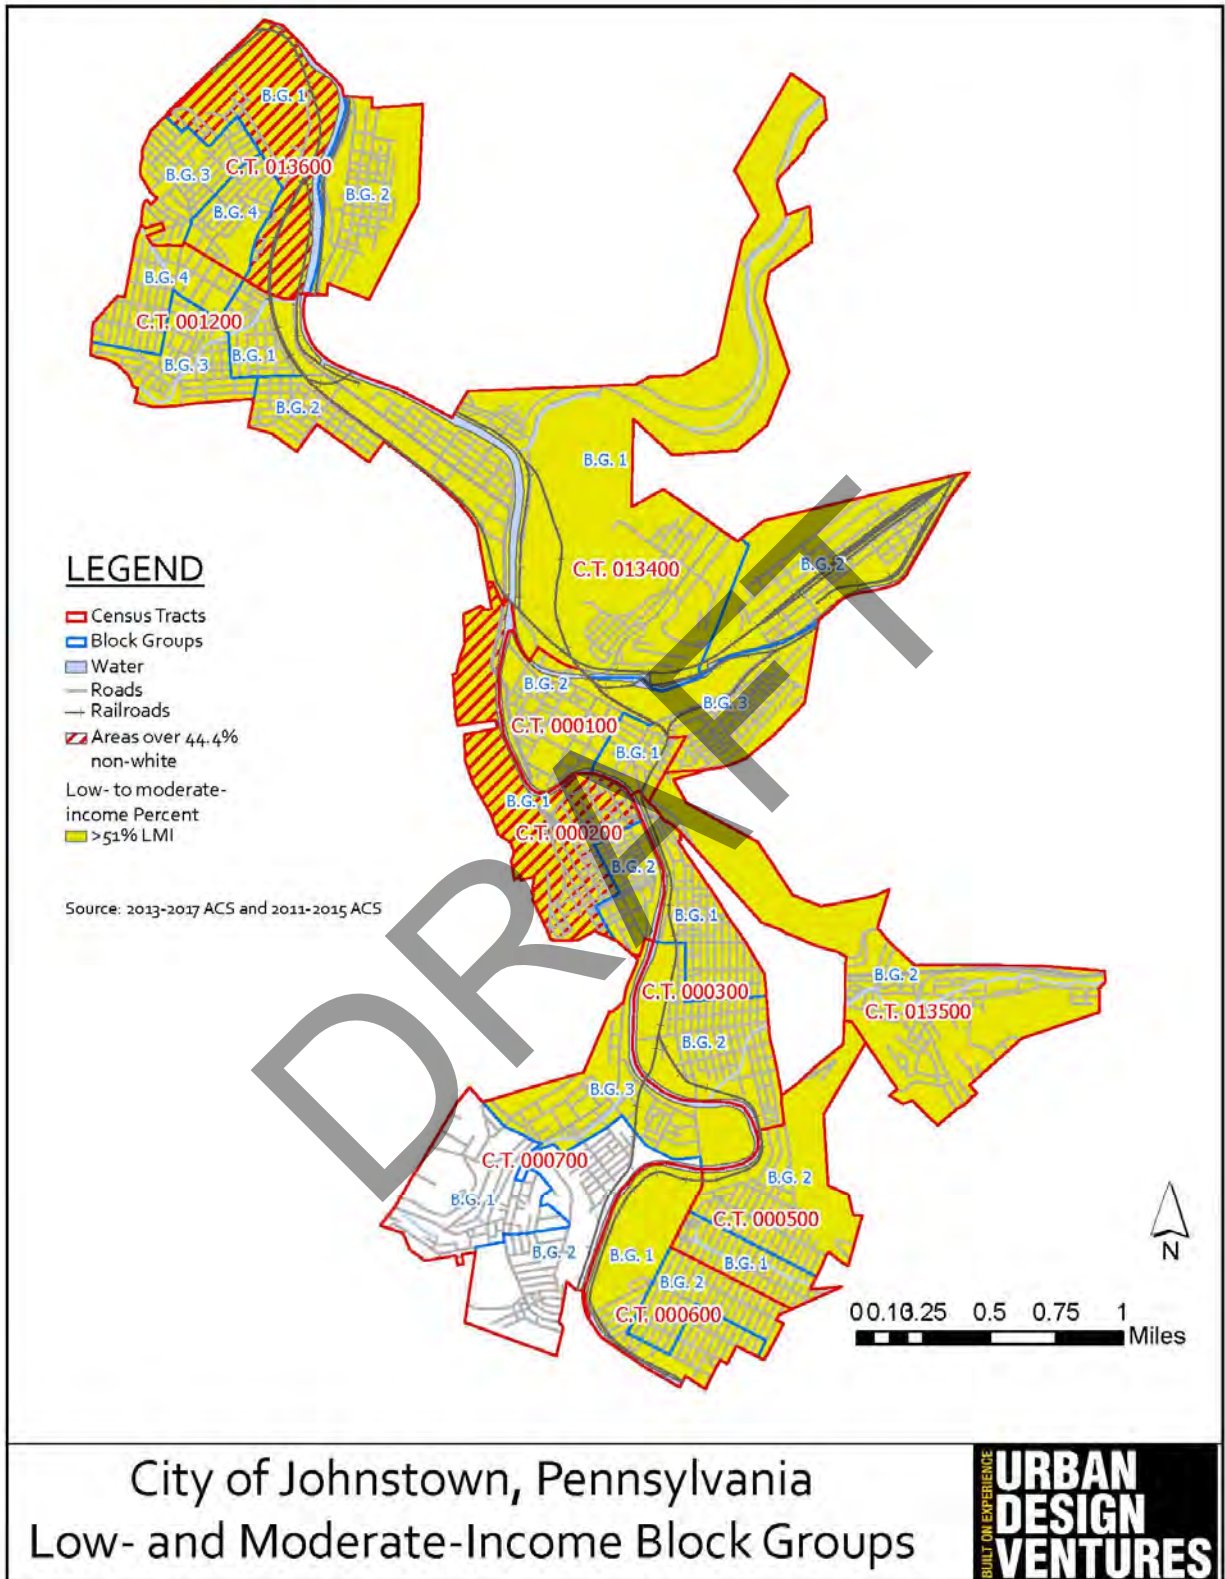 B.G. 1
C.T. 013600
B.G. 3
B.G. 2
B.G. 4
B.G. 4
C.T. 001200
B.G. 1
B.G. 3
B.G. 2
B.G. 1
B.G. 2
C.T. 013400
LEGEND
Census Tracts
Block Groups
Water
Roads
Railroads
Areas over 44.4%
non-white
Low- to moderate-
income Percent
>51% LMI
Source: 2013-2017 ACS and 2011-2015 ACS
B.G. 2
B.G. 3
C.T. 000100
B.G. 1
B.G. 1
C.T. 000200
B.G. 2
B.G. 1
B.G. 2
C.T. 000300
C.T. 013500
B.G. 2
B.G. 3
C.T. 000700
B.G. 2
B.G. 1
C.T. 000500
B.G. 2
B.G. 1
B.G. 1
B.G. 2
C.T. 000600
DRAFT
N
0 0.13 0.25 0.5 0.75 1
Miles
City of Johnstown, Pennsylvania
Low- and Moderate-Income Block Groups
BUILT ON EXPERIENCE
URBAN
DESIGN
VENTURES